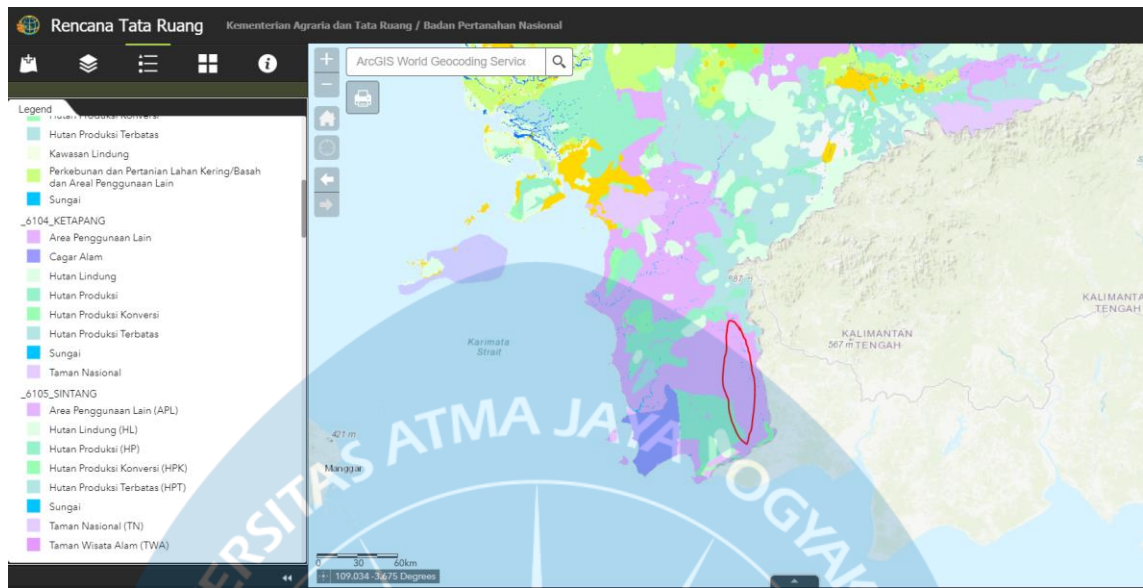 Rencana Tata Ruang
Kementerian Agraria dan Tata Ruang / Badan Pertanahan Nasional
ArcGIS World Geocoding Service
Legend
Hutan Produksi Konversi
Hutan Produksi Terbatas
Kawasan Lindung
Perkebunan dan Pertanian Lahan Kering/Basah
dan Areal Penggunaan Lain
Sungai
_6104_KETAPANG
Area Penggunaan Lain
Cagar Alam
Hutan Lindung
Hutan Produksi
Hutan Produksi Konversi
Hutan Produksi Terbatas
Sungai
Taman Nasional
_6105_SINTANG
Area Penggunaan Lain (APL)
Hutan Lindung (HL)
Hutan Produksi (HP)
Hutan Produksi Konversi (HPK)
Hutan Produksi Terbatas (HPT)
Sungai
Taman Nasional (TN)
Taman Wisata Alam (TWA)
KALIMANTAN
TENGAH
567 m
Karimata
Strait
421 m
Manggar
ERSITAS ATMA JAYA YOGYA
0 30 60km
109.034 -3.675 Degrees